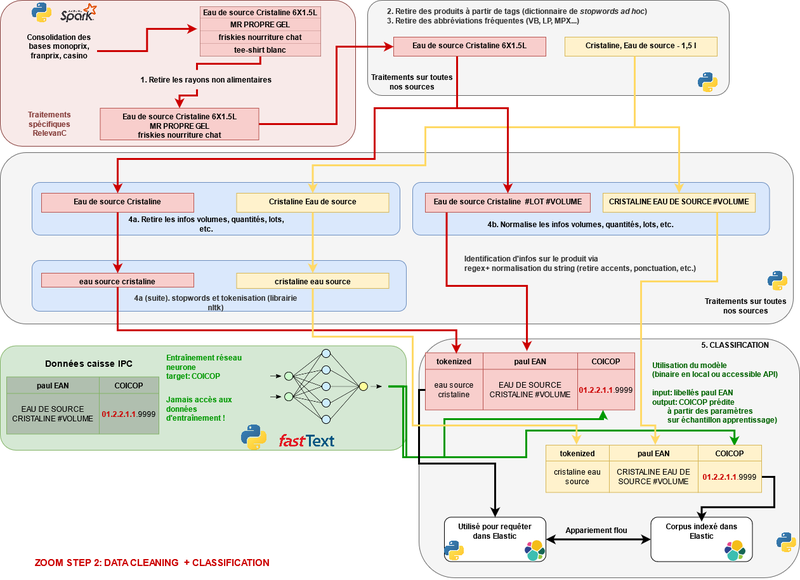 Spark
Consolidation
des bases monoprix,
franprix, casino
Eau de source Cristaline 6X1.5L
MR PROPRE GEL
friskies nourriture chat
tee-shirt blanc
1. Retire les rayons non alimentaires
Traitements
spécifiques
RelevanC
Eau de source Cristaline 6X1.5L
MR PROPRE GEL
friskies nourriture chat
2. Retire des produits à partir de tags (dictionnaire de stopwords ad hoc)
3. Retire des abbréviations fréquentes (VB, LP, MPX...)
Eau de source Cristaline 6X1.5L
Cristaline, Eau de source - 1,5 l
Traitements sur toutes
nos sources
Eau de source Cristaline
Cristaline Eau de source
4a. Retire les infos volumes, quantités, lots,
etc.
Eau de source Cristaline #LOT #VOLUME
CRISTALINE EAU DE SOURCE #VOLUME
4b. Normalise les infos volumes, quantités, lots, etc.
eau source cristaline
cristaline eau source
4a (suite). stopwords et tokenisation (librairie
nltk)
Identification d'infos sur le produit via
regex+ normalisation du string (retire accents, ponctuation, etc.)
Traitements sur toutes
nos sources
Données caisse IPC
paul EAN
COICOP
EAU DE SOURCE
CRISTALINE #VOLUME
01.2.2.1.1.9999
Entraînement réseau
neurone
target: COICOP
Jamais accès aux
données
d'entraînement !
fastText
5. CLASSIFICATION
tokenized
paul EAN
COICOP
eau source
cristaline
EAU DE SOURCE
CRISTALINE #VOLUME
01.2.2.1.1.9999
Utilisation du modèle
(binaire en local ou accessible API)
input: libellés paul EAN
output: COICOP prédite
à partir des paramètres
sur échantillon apprentissage)
tokenized
paul EAN
COICOP
cristaline eau
source
CRISTALINE EAU DE
SOURCE #VOLUME
01.2.2.1.1.9999
Utilisé pour requêter
dans Elastic
Appariement flou
Corpus indexé dans
Elastic
ZOOM STEP 2: DATA CLEANING + CLASSIFICATION